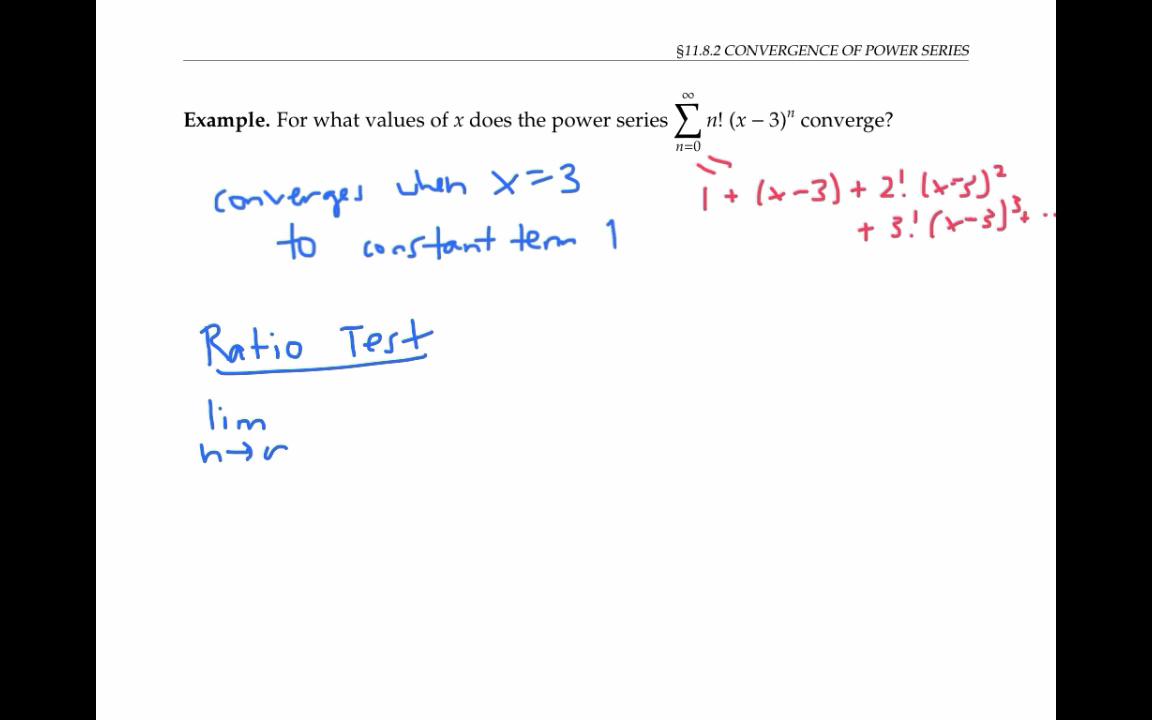 §11.8.2 CONVERGENCE OF POWER SERIES
Example. For what values of x does the power series ∑_{n=0}^{∞} n! (x − 3)^n converge?
converges when x=3
to constant term 1
= 1 + (x-3) + 2! (x-3)^2
+ 3! (x-3)^3 + ..
Ratio Test
lim
n→